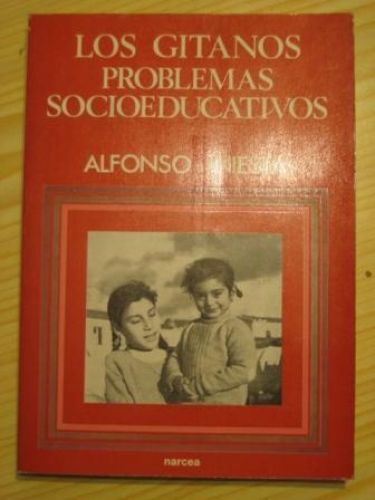 LOS GITANOS
PROBLEMAS
SOCIOEDUCATIVOS
ALFONSO
narcea